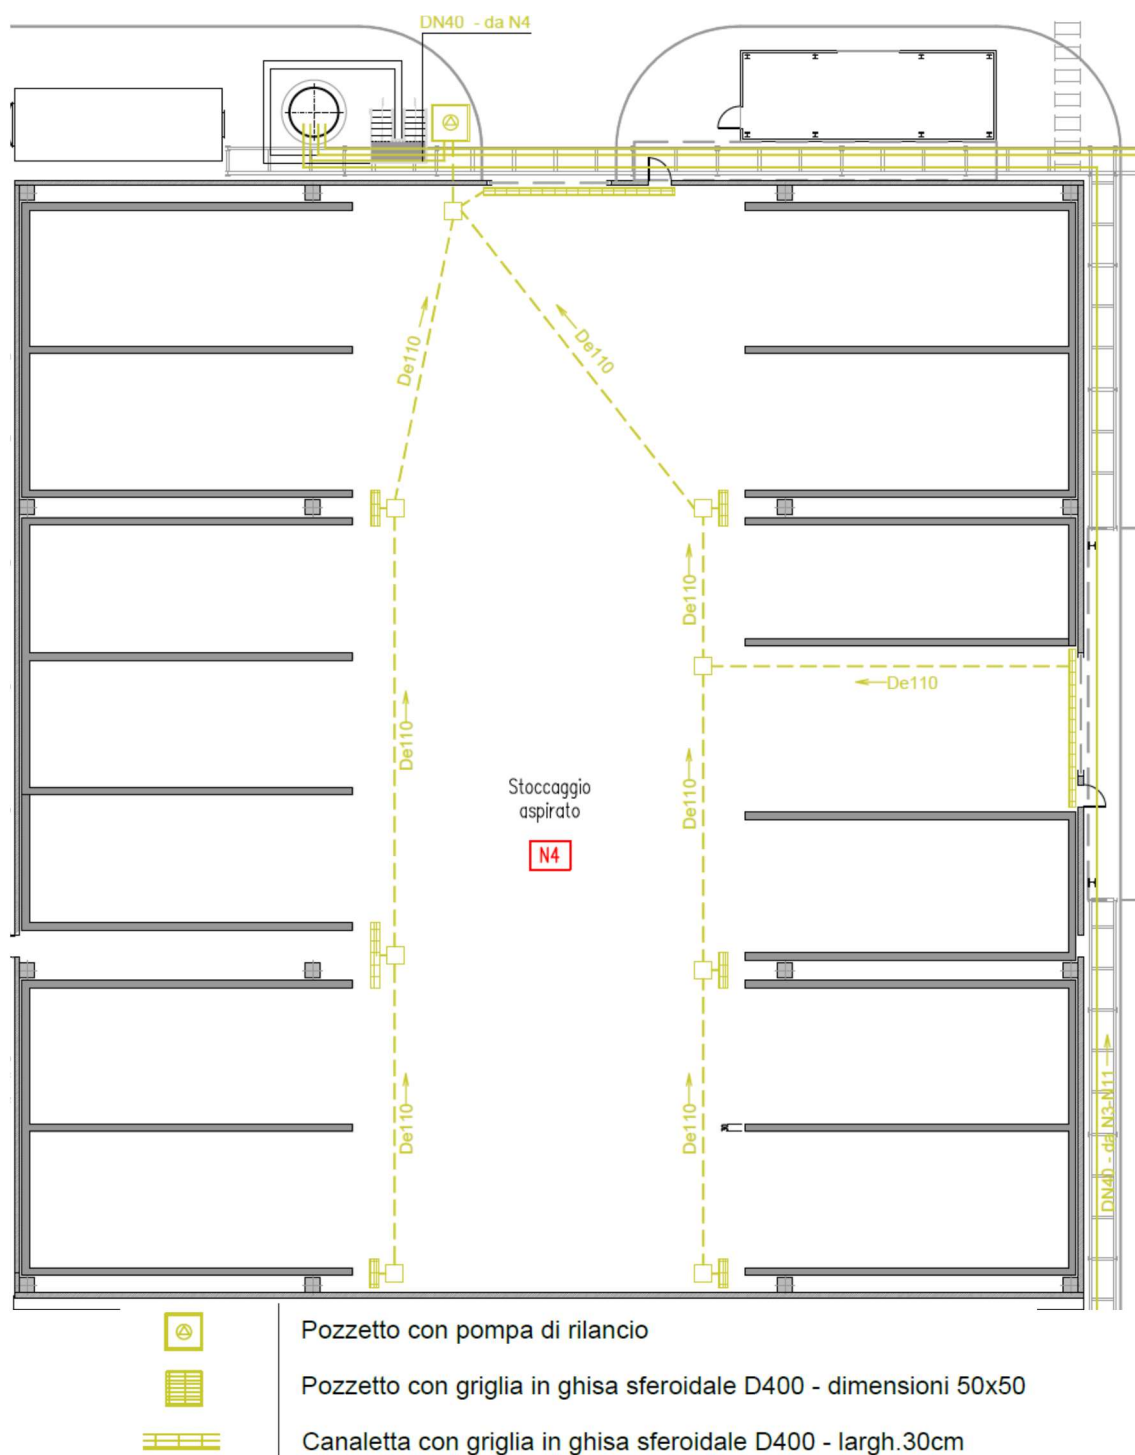 DN40 - da N4
De110
De110
De110
De110
De110
De110
Stoccaggio
aspirato
N4
De110
De110
DN40 - da N3-N11
Pozzetto con pompa di rilancio
Pozzetto con griglia in ghisa sferoidale D400 - dimensioni 50x50
Canaletta con griglia in ghisa sferoidale D400 - largh.30cm